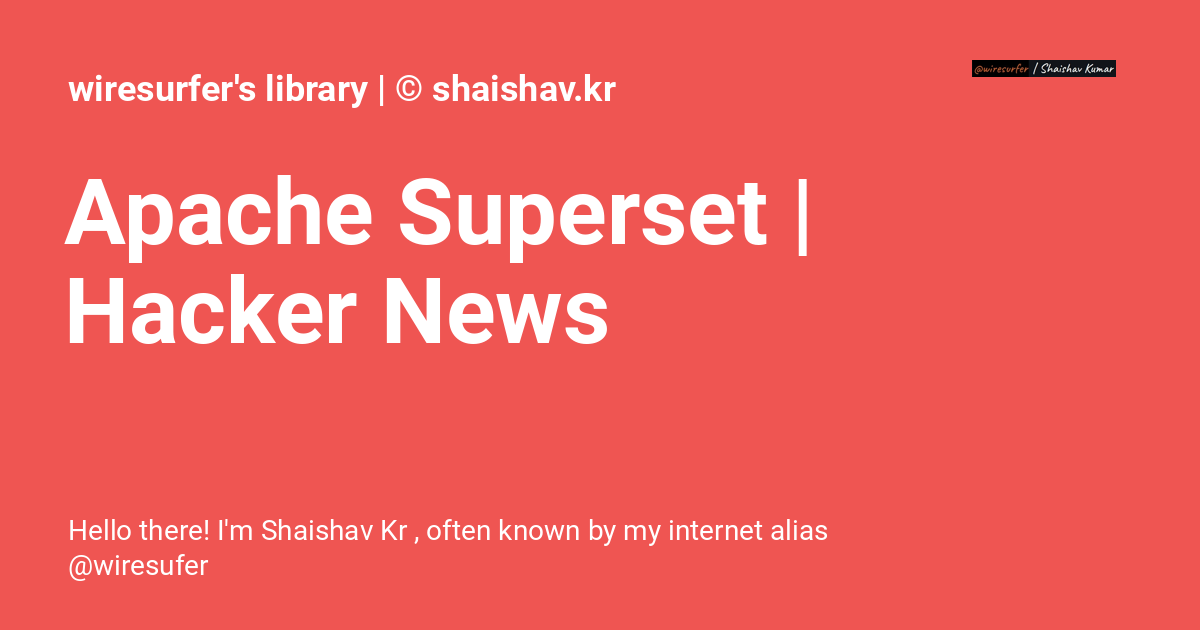 wiresurfer's library | © shaishav.kr
@wiresurfer / Shaishav Kumar
Apache Superset |
Hacker News
Hello there! I'm Shaishav Kr , often known by my internet alias
@wiresufer